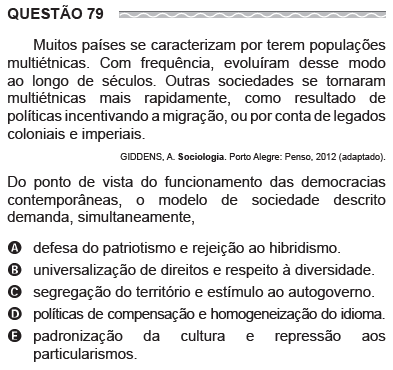 QUESTÃO 79
Muitos países se caracterizam por terem populações
multiétnicas. Com frequência, evoluíram desse modo
ao longo de séculos. Outras sociedades se tornaram
multiétnicas mais rapidamente, como resultado de
políticas incentivando a migração, ou por conta de legados
coloniais e imperiais.
GIDDENS, A. Sociologia. Porto Alegre: Penso, 2012 (adaptado).
Do ponto de vista do funcionamento das democracias
contemporâneas, o modelo de sociedade descrito
demanda, simultaneamente,
A defesa do patriotismo e rejeição ao hibridismo.
B universalização de direitos e respeito à diversidade.
C segregação do território e estímulo ao autogoverno.
D políticas de compensação e homogeneização do idioma.
E padronização da cultura e repressão aos
particularismos.